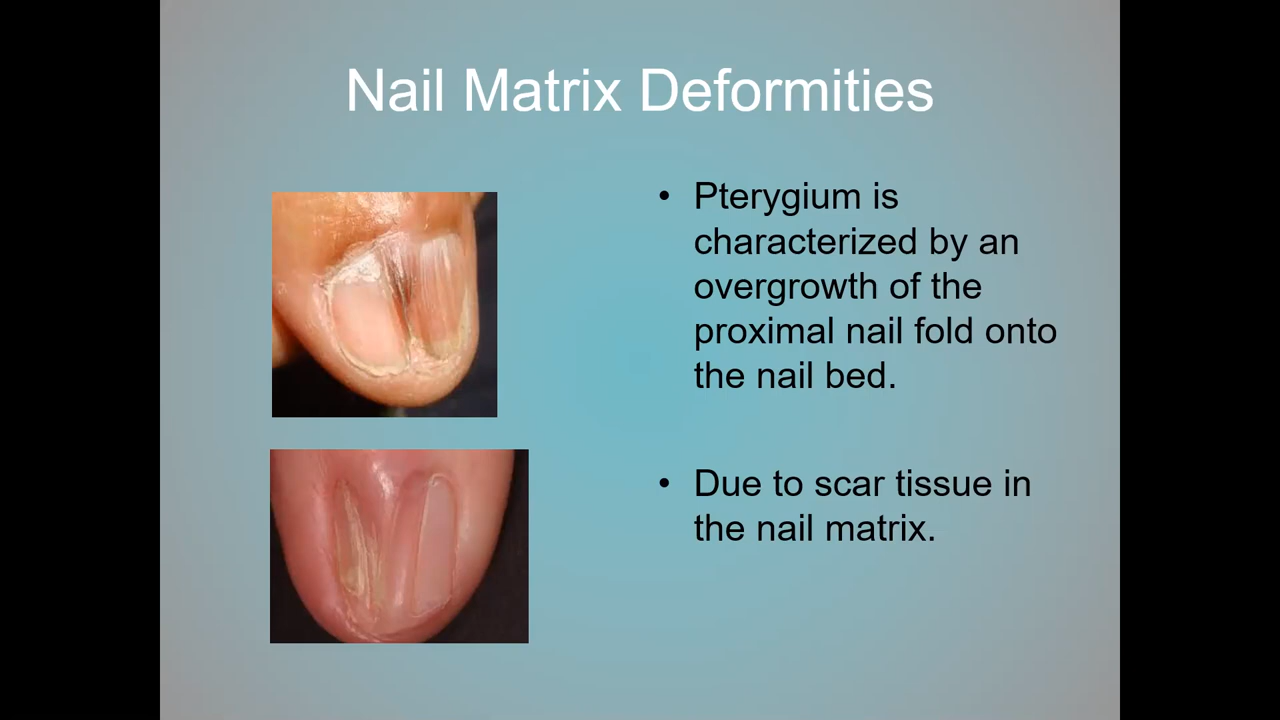 Nail Matrix Deformities
• Pterygium is
characterized by an
overgrowth of the
proximal nail fold onto
the nail bed.
• Due to scar tissue in
the nail matrix.